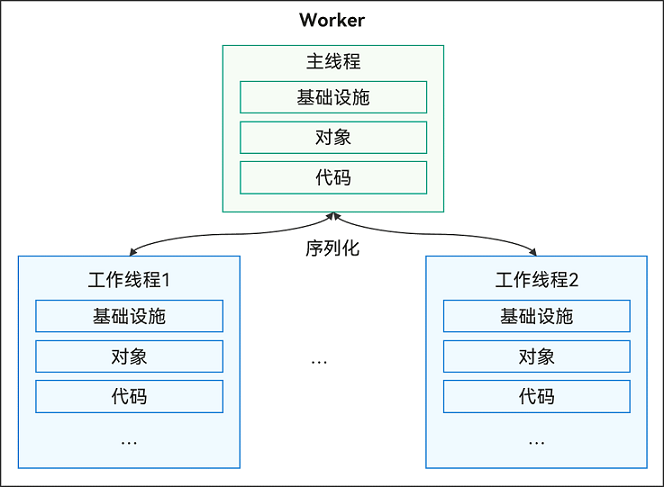 Worker
主线程
基础设施
对象
代码
序列化
工作线程1
基础设施
对象
代码
...
...
工作线程2
基础设施
对象
代码
...